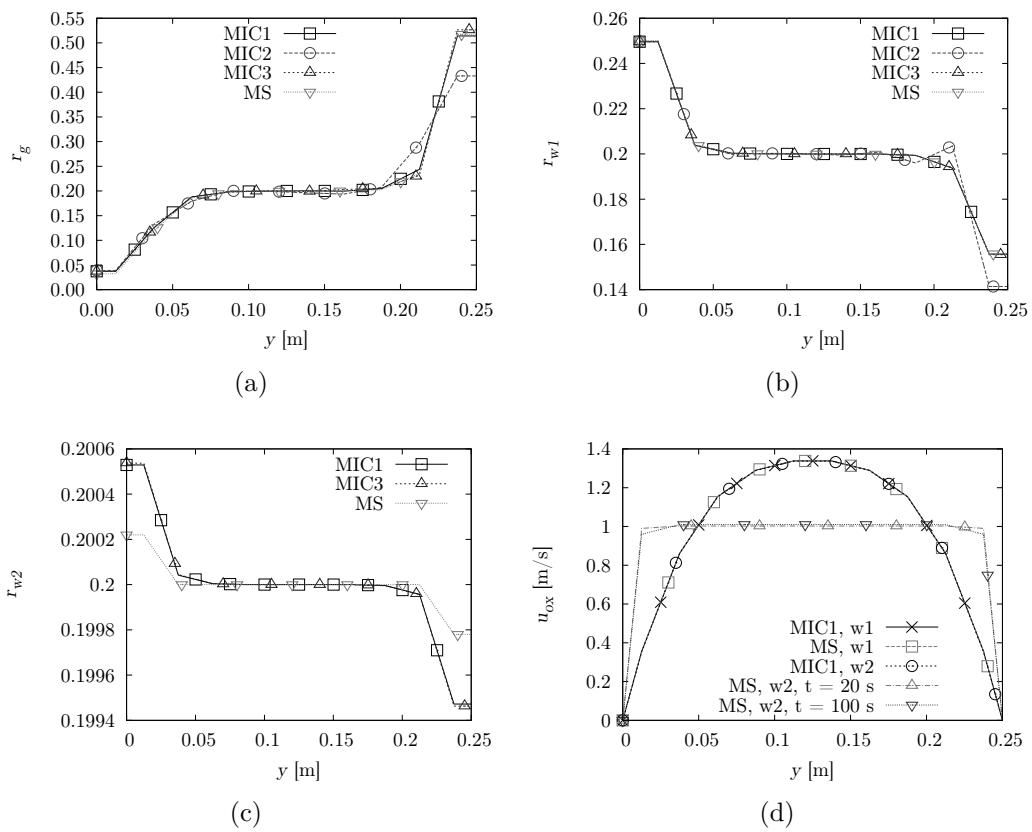 0.55
0.50
0.45
0.40
0.35
0.30
0.25
0.20
0.15
0.10
0.05
0.00
r_g
MIC1
MIC2
MIC3
MS
0.00 0.05 0.10 0.15 0.20 0.25
y [m]
(a)
0.26
0.24
0.22
0.2
0.18
0.16
0.14
r_w1
MIC1
MIC2
MIC3
MS
0 0.05 0.1 0.15 0.2 0.25
y [m]
(b)
0.2006
0.2004
0.2002
0.2
0.1998
0.1996
0.1994
r_w2
MIC1
MIC3
MS
0 0.05 0.1 0.15 0.2 0.25
y [m]
(c)
1.4
1.2
1
0.8
0.6
0.4
0.2
0
u_ox [m/s]
MIC1, w1
MS, w1
MIC1, w2
MS, w2, t = 20 s
MS, w2, t = 100 s
0 0.05 0.1 0.15 0.2 0.25
y [m]
(d)